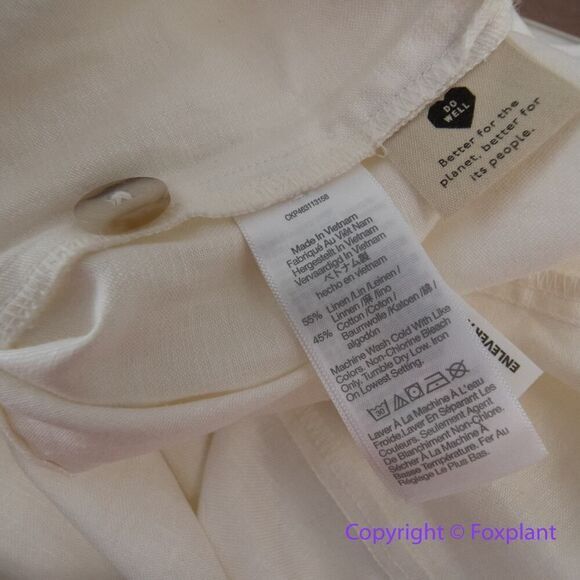 DO
WELL
Better for the
planet, better for
its people.
CKP463113158
Made In Vietnam
Fabriqué Au Viêt Nam
Hergestellt In Vietnam
Vervaardigd In Vietnam
ベトナム製
hecho en vietnam
55% Linen /Lin /Leinen /
Linnen /麻 /lino
45% Cotton /Coton /
Baumwolle /Katoen /綿 /
algodón
Machine Wash Cold With Like
Colors. Non-Chlorine Bleach
Only. Tumble Dry Low. Iron
On Lowest Setting.
30
Laver À La Machine À L'eau
Froide Laver En Séparant Les
Couleurs. Seulement Agent
De Blanchiment Non-Chlore.
Sécher À La Machine À
Basse Température. Fer Au
Réglage Le Plus Bas.
ENLEVER
Copyright © Foxplant